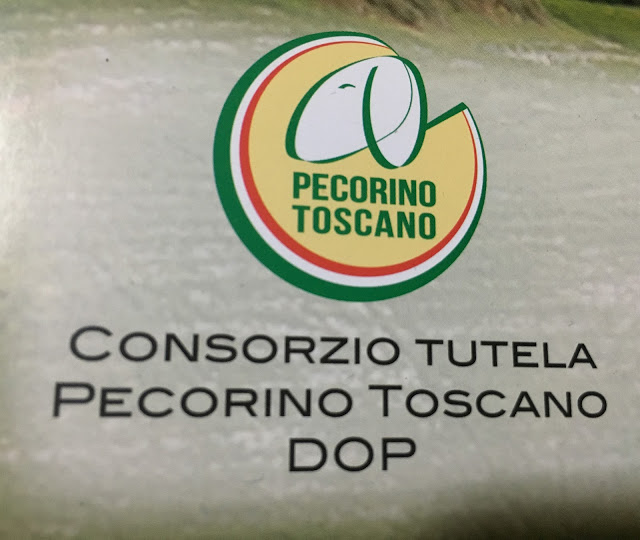 PECORINO
TOSCANO
CONSORZIO TUTELA
PECORINO TOSCANO
DOP